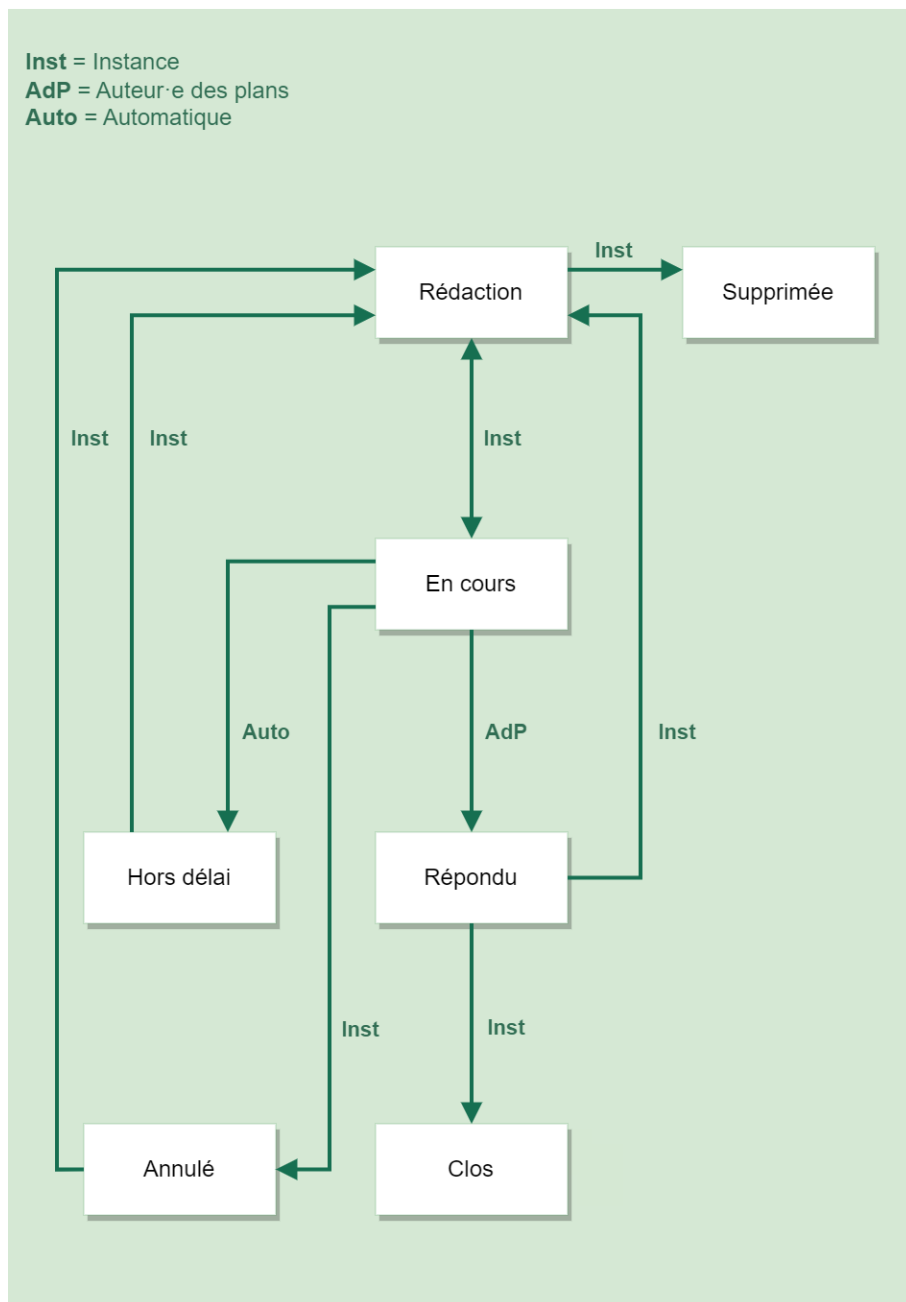 Inst = Instance
AdP = Auteur·e des plans
Auto = Automatique
Inst
Rédaction
Supprimée
Inst
Inst
Inst
En cours
Auto
AdP
Inst
Hors délai
Répondu
Inst
Inst
Annulé
Clos